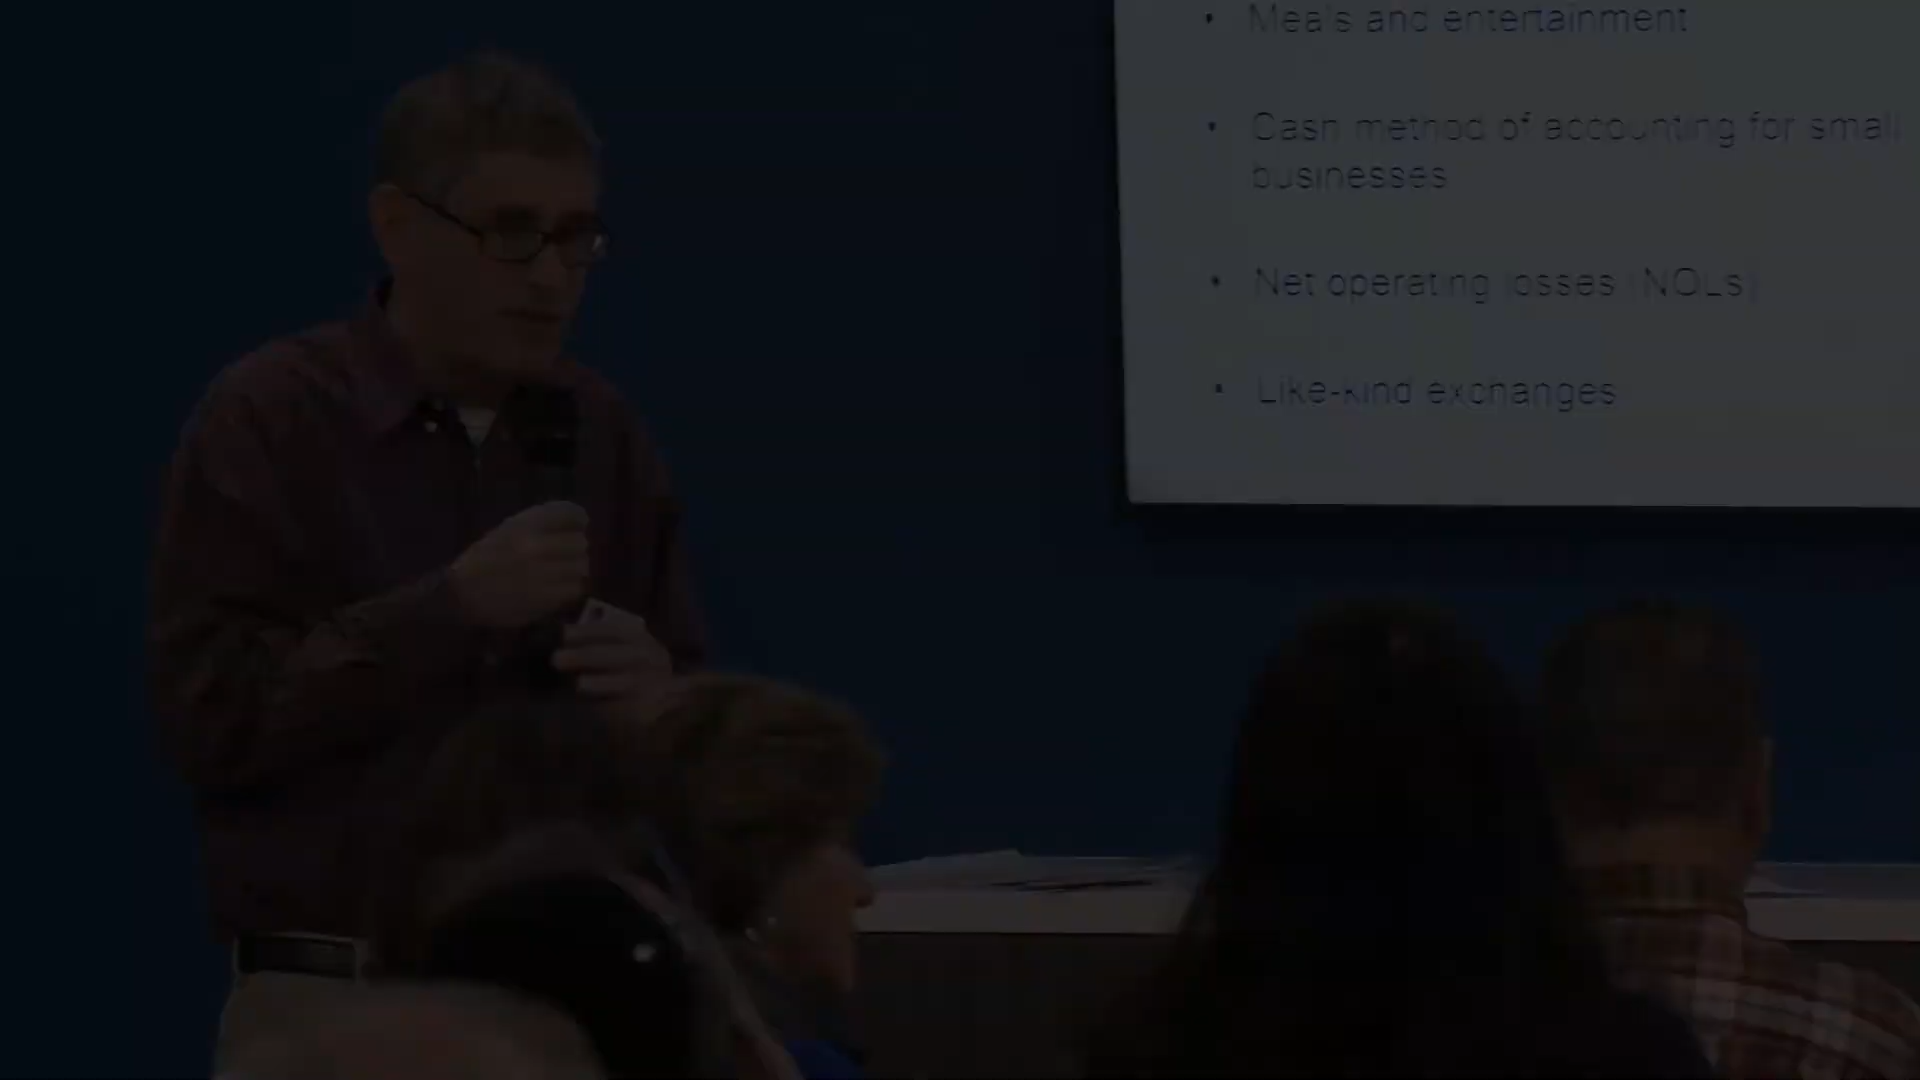 • Meals and entertainment
• Cash method of accounting for small
businesses
• Net operating losses (NOLs)
• Like-kind exchanges